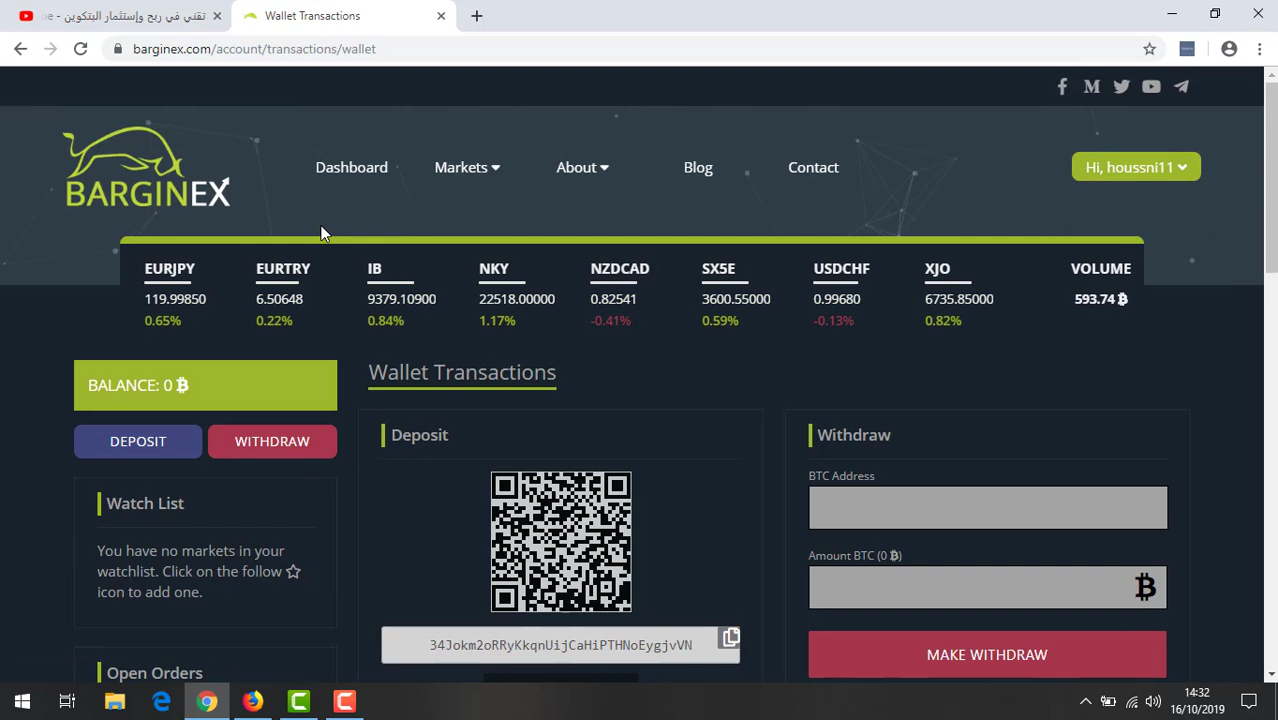 تقني في ربح وإستثمار البتكوين - be
Wallet Transactions
barginex.com/account/transactions/wallet
BARGINEX
Dashboard
Markets
About
Blog
Contact
Hi, houssni11
EURJPY EURTRY IB NKY NZDCAD SX5E USDCHF XJO VOLUME
119.99850 6.50648 9379.10900 22518.00000 0.82541 3600.55000 0.99680 6735.85000 593.74 ₿
0.65% 0.22% 0.84% 1.17% -0.41% 0.59% -0.13% 0.82%
BALANCE: 0 ₿
DEPOSIT
WITHDRAW
Watch List
You have no markets in your
watchlist. Click on the follow
icon to add one.
Open Orders
Wallet Transactions
Deposit
34Jokm2oRRyKkqnUijCaHiPTHNoEygjvVN
Withdraw
BTC Address
Amount BTC (0 ₿)
MAKE WITHDRAW
14:32
16/10/2019